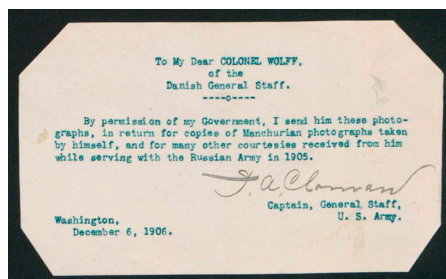 To My Dear COLONEL WOLFF,
of the
Danish General Staff.
----o----
By permission of my Government, I send him these photo-
graphs, in return for copies of Manchurian photographs taken
by himself, and for many other courtesies received from him
while serving with the Russian Army in 1905.
Captain, General Staff,
U. S. Army.
Washington,
December 6, 1906.